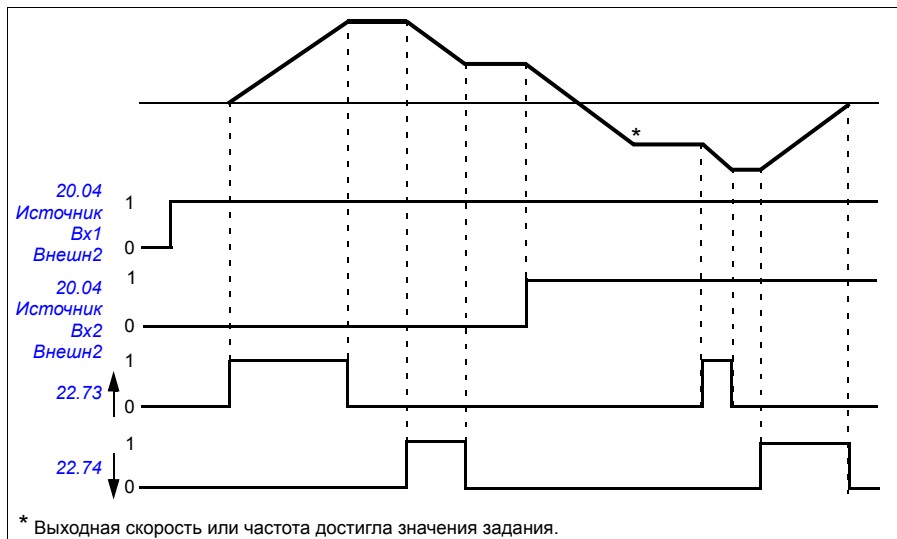 *
20.04
Источник
Вх1
Внешн2
1
0
20.04
Источник
Вх2
Внешн2
1
0
22.73
1
0
22.74
1
0
* Выходная скорость или частота достигла значения задания.